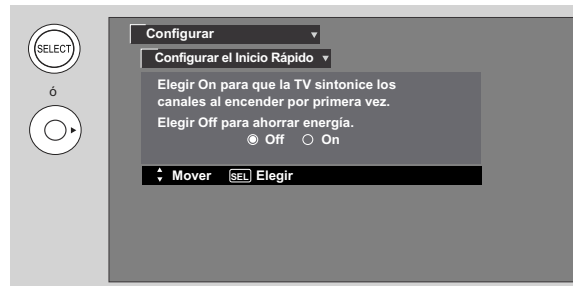 SELECT
ó
Configurar
Configurar el Inicio Rápido
Elegir On para que la TV sintonice los
canales al encender por primera vez.
Elegir Off para ahorrar energía.
Off On
Mover SEL Elegir